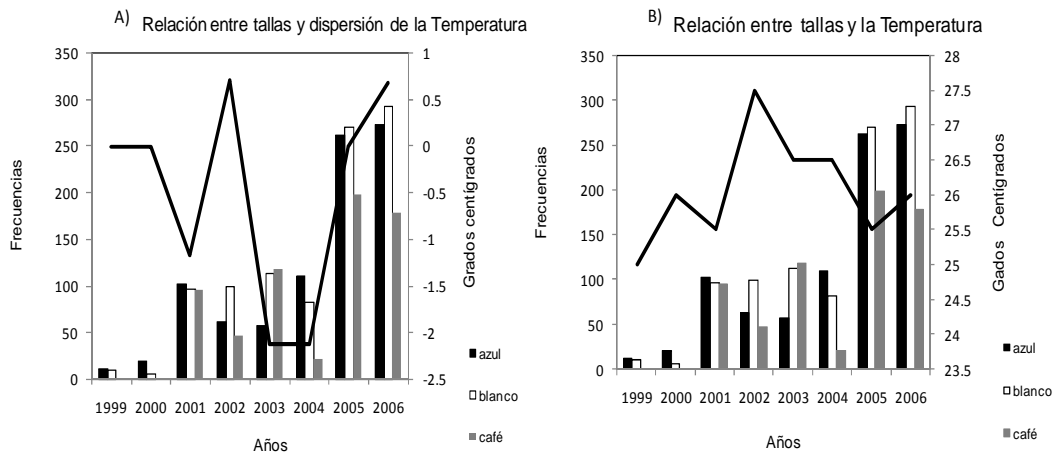 A) Relación entre tallas y dispersión de la Temperatura
350
300
250
200
150
100
50
0
Frecuencias
1
0.5
0
-0.5
-1
-1.5
-2
-2.5
Grados centígrados
1999 2000 2001 2002 2003 2004 2005 2006
Años
azul
blanco
café
B) Relación entre tallas y la Temperatura
350
300
250
200
150
100
50
0
Frecuencias
28
27.5
27
26.5
26
25.5
25
24.5
24
23.5
Gados Centígrados
1999 2000 2001 2002 2003 2004 2005 2006
Años
azul
blanco
café